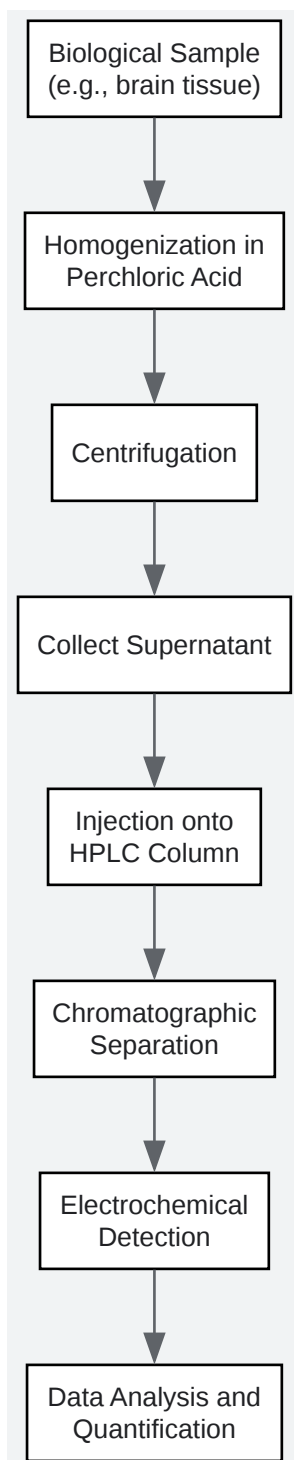 Biological Sample
(e.g., brain tissue)
Homogenization in
Perchloric Acid
Centrifugation
Collect Supernatant
Injection onto
HPLC Column
Chromatographic
Separation
Electrochemical
Detection
Data Analysis and
Quantification